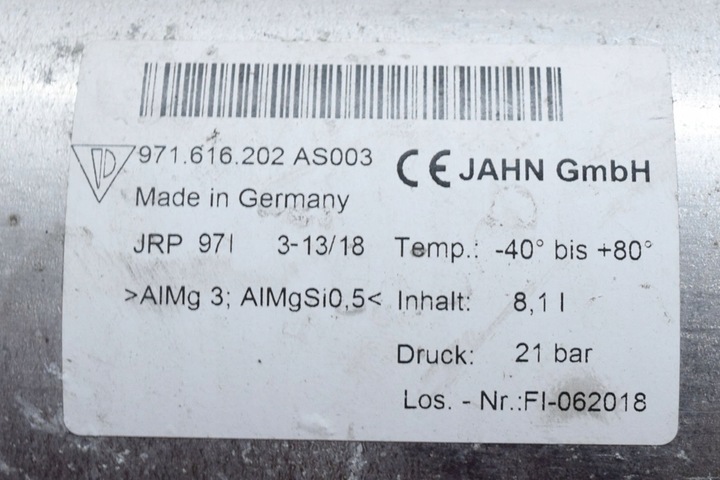 971.616.202 AS003
CE JAHN GmbH
Made in Germany
JRP 971 3-13/18 Temp.: -40° bis +80°
>AlMg 3; AlMgSi0,5< Inhalt: 8,1 l
Druck: 21 bar
Los. - Nr.:FI-062018